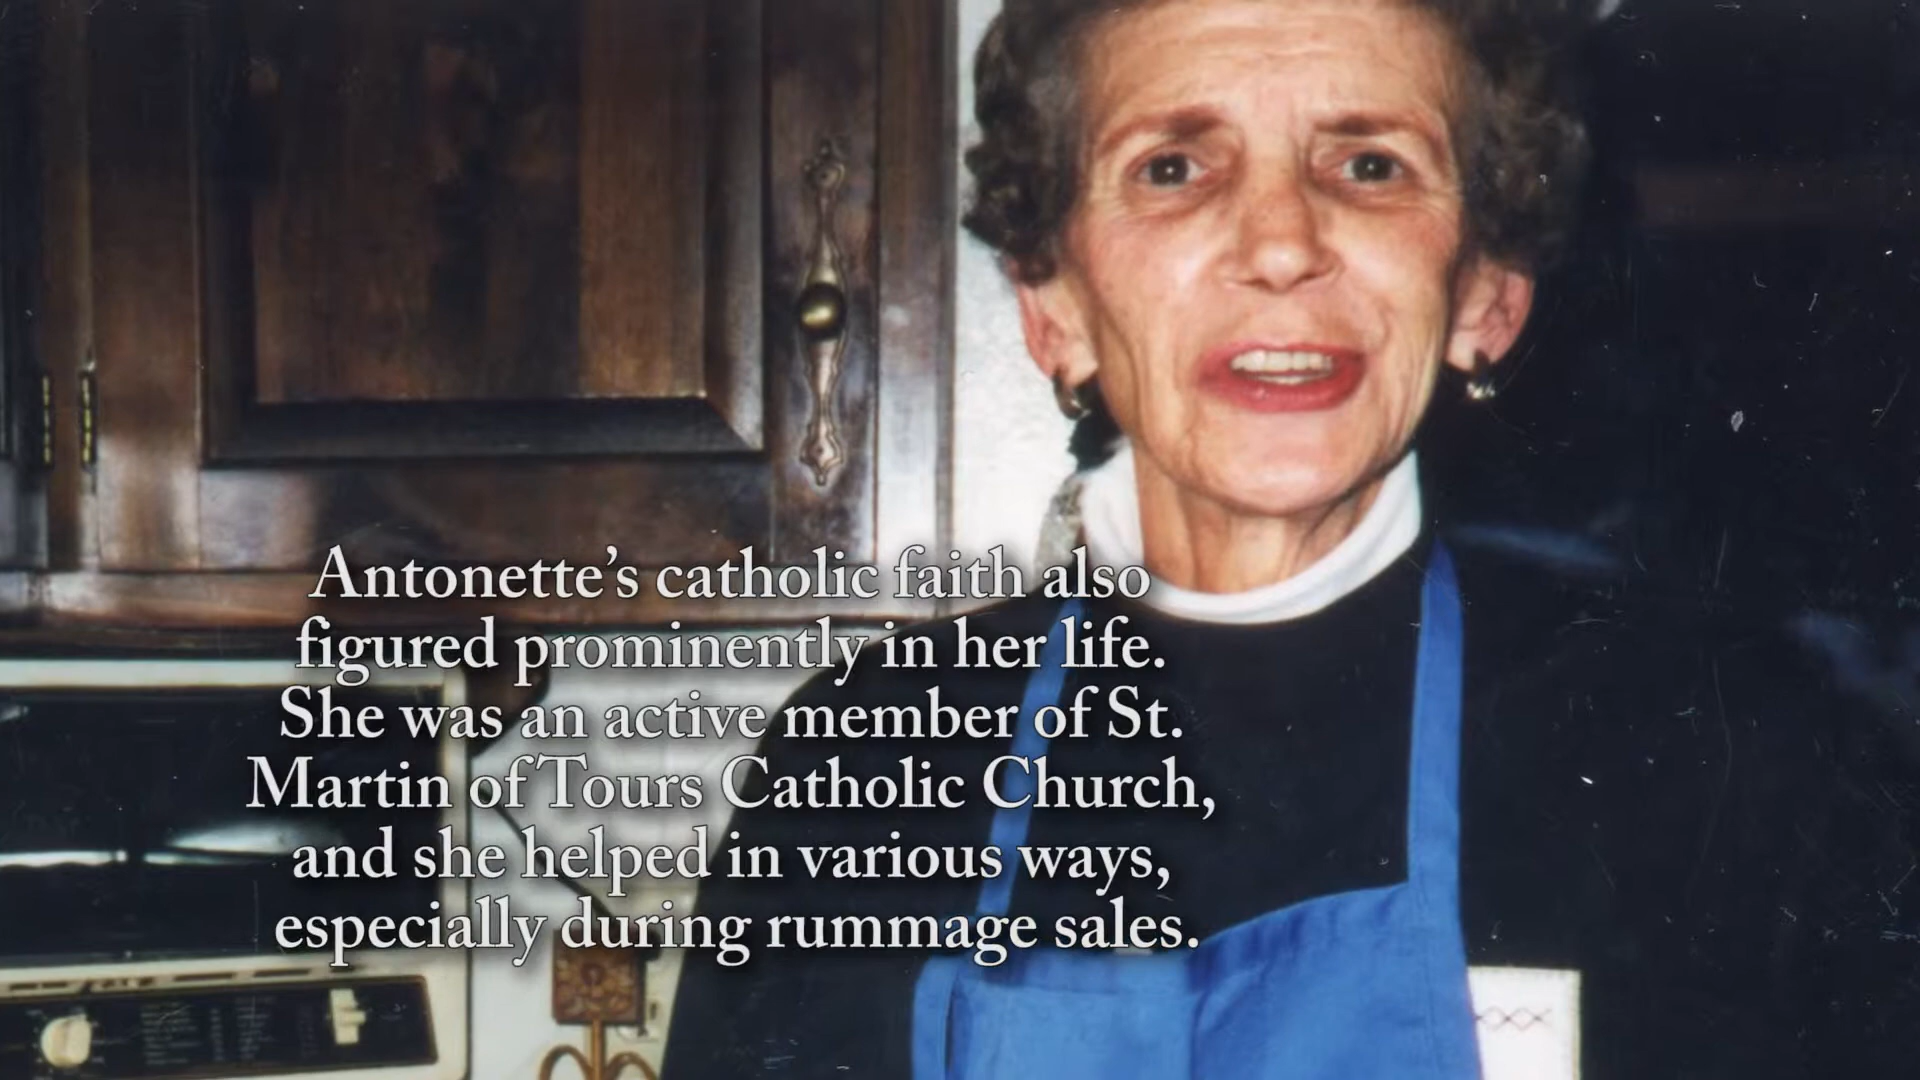 Antonette’s catholic faith also
figured prominently in her life.
She was an active member of St.
Martin of Tours Catholic Church,
and she helped in various ways,
especially during rummage sales.